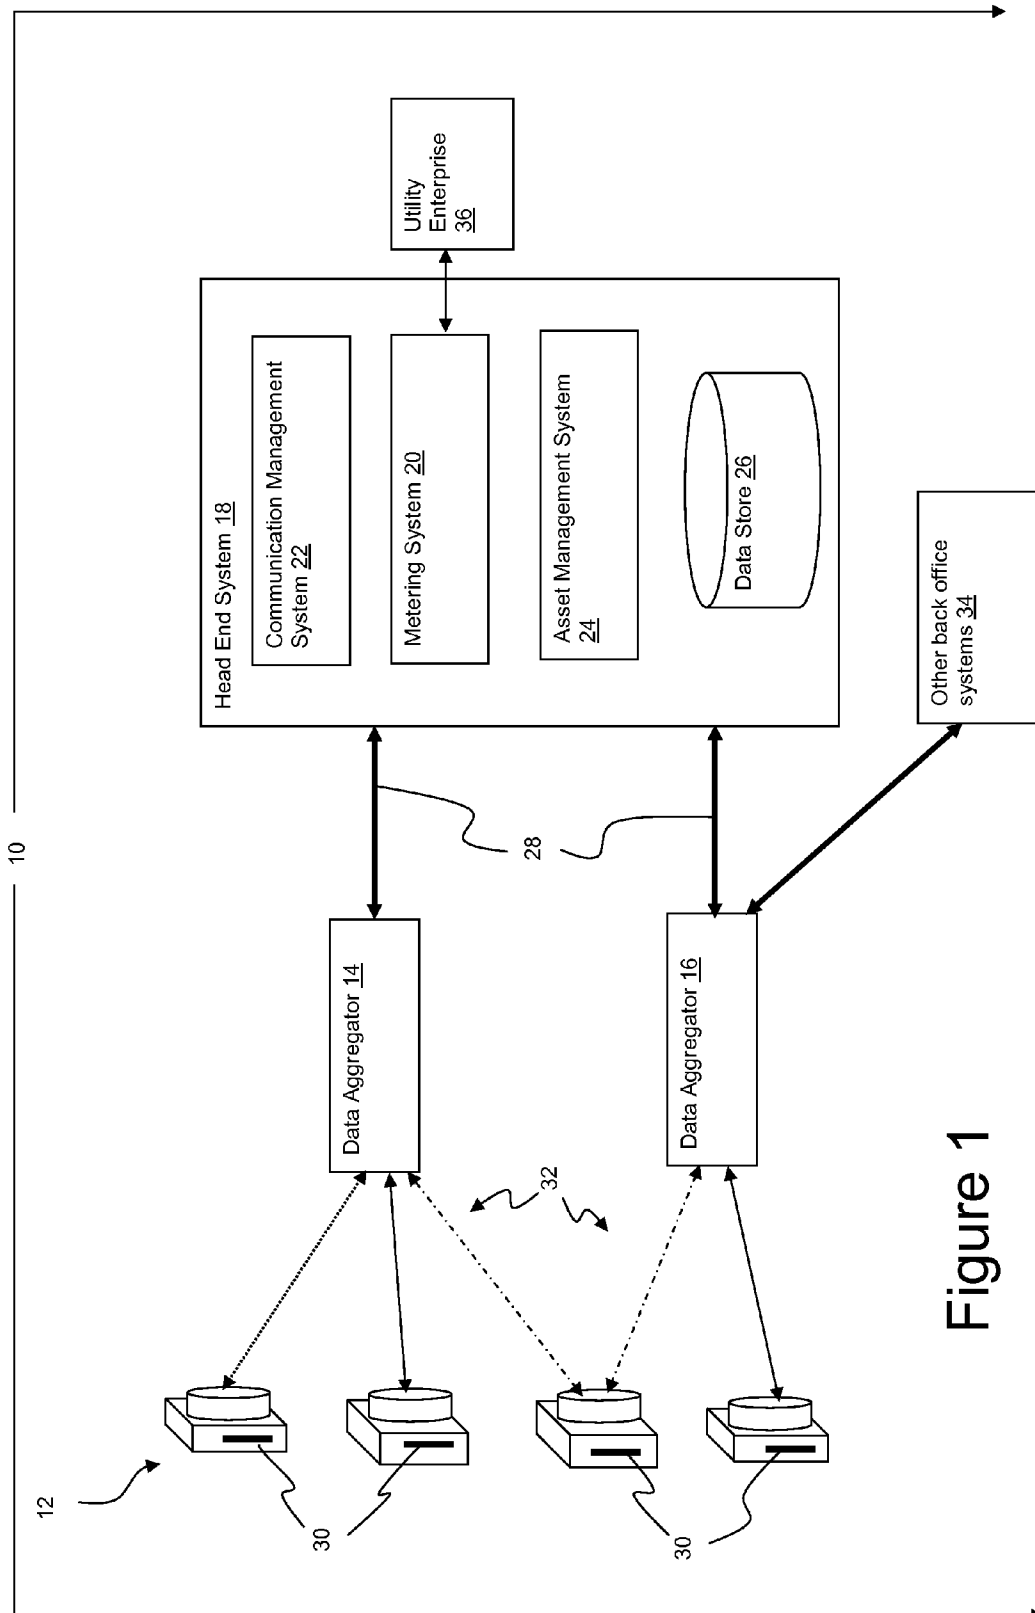 10
12
30
30
32
Data Aggregator 14
Data Aggregator 16
28
Head End System 18
Communication Management
System 22
Metering System 20
Asset Management System
24
Data Store 26
Utility
Enterprise
36
Other back office
systems 34
Figure 1